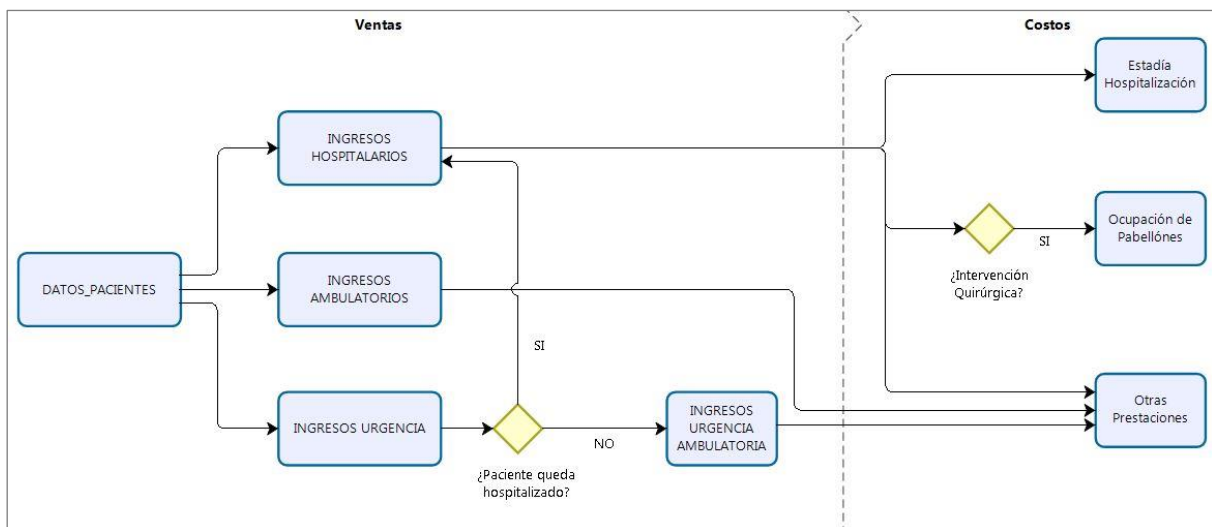 Ventas
Costos
Estadía
Hospitalización
INGRESOS
HOSPITALARIOS
Ocupación de
Pabellónes
SI
¿Intervención
Quirúrgica?
DATOS_PACIENTES
INGRESOS
AMBULATORIOS
SI
INGRESOS URGENCIA
NO
INGRESOS
URGENCIA
AMBULATORIA
Otras
Prestaciones
¿Paciente queda
hospitalizado?